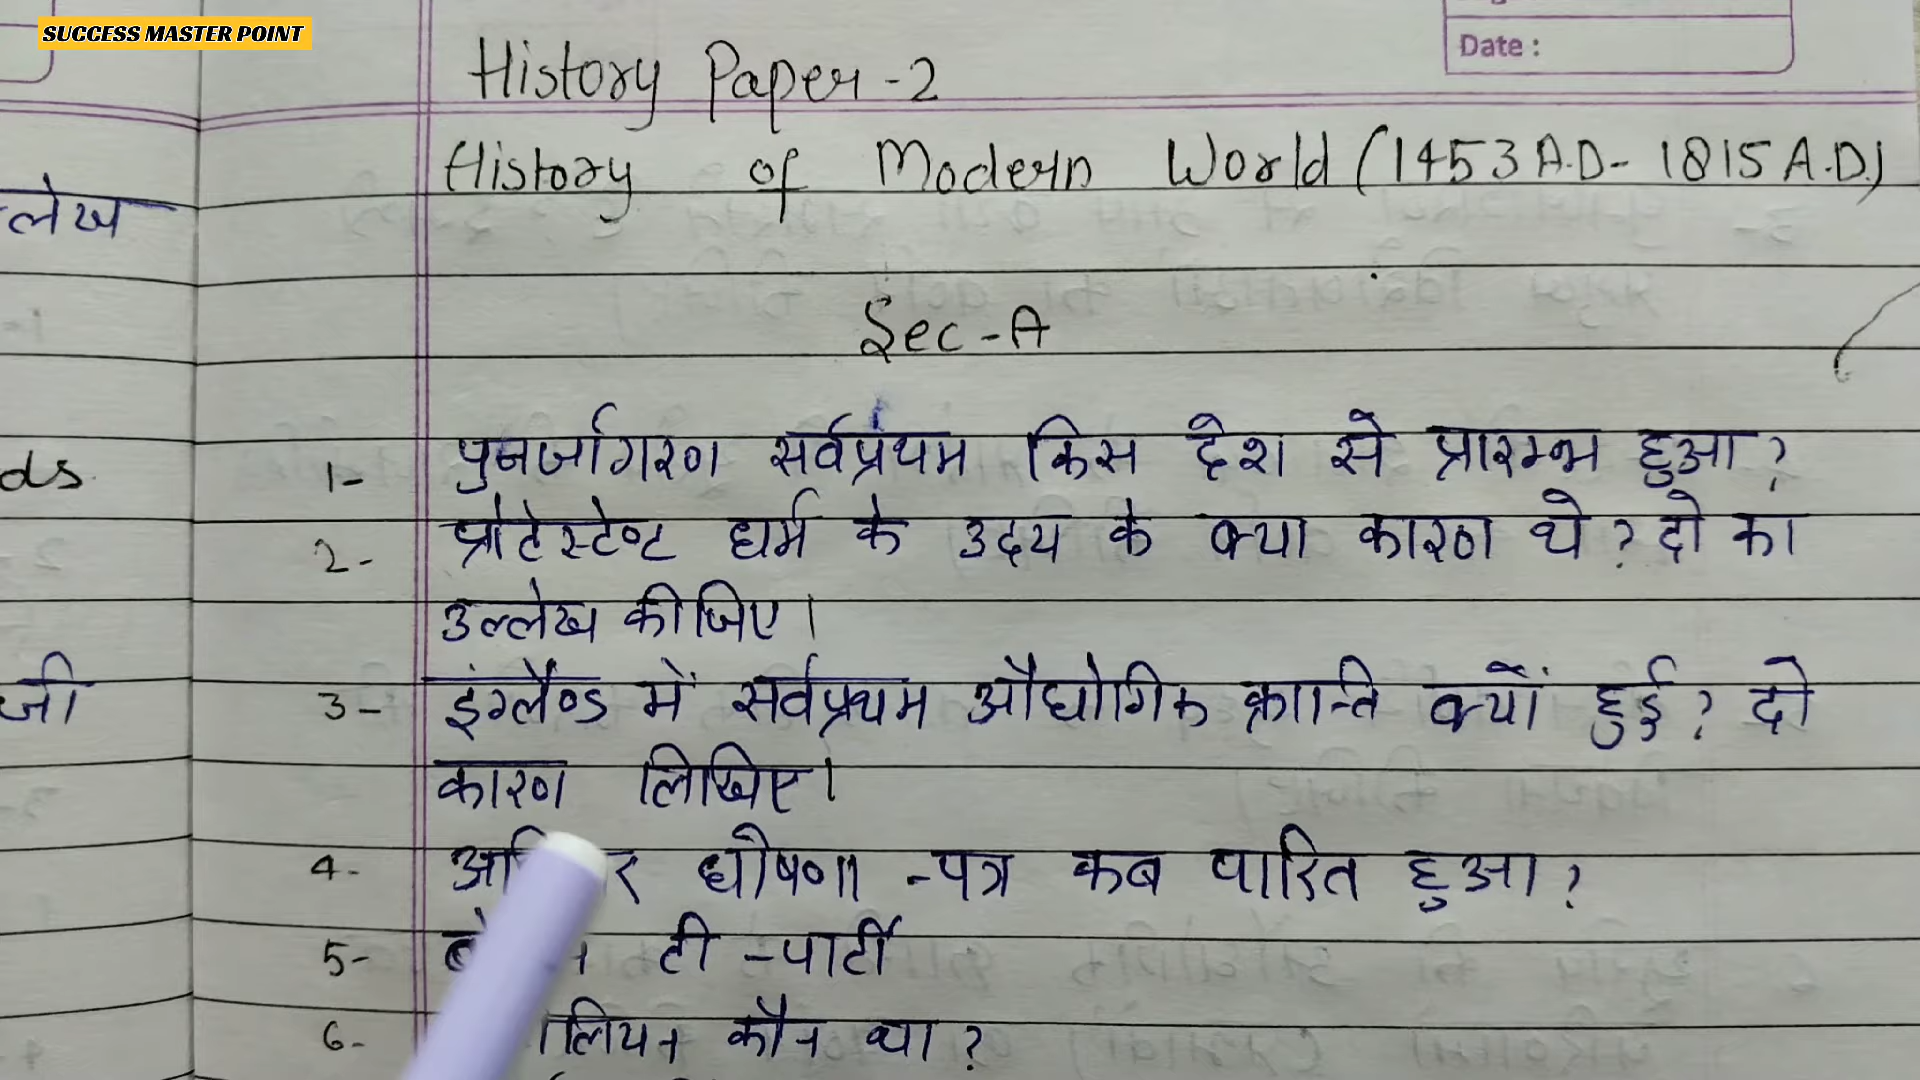 SUCCESS MASTER POINT
Date :
History Paper - 2
History of Modern World (1453 A.D - 1815 A.D.)
Sec - A
1- पुनर्जागरण सर्वप्रथम किस देश से प्रारम्भ हुआ?
2- प्रोटेस्टेण्ट धर्म के उदय के क्या कारण थे? दो का
उल्लेख कीजिए।
3- इंग्लैण्ड में सर्वप्रथम औद्योगिक क्रान्ति क्यों हुई? दो
कारण लिखिए।
4- घोषणा -पत्र कब पारित हुआ?
5- टी -पार्टी
6- कौन था?
लेख
ds
जी